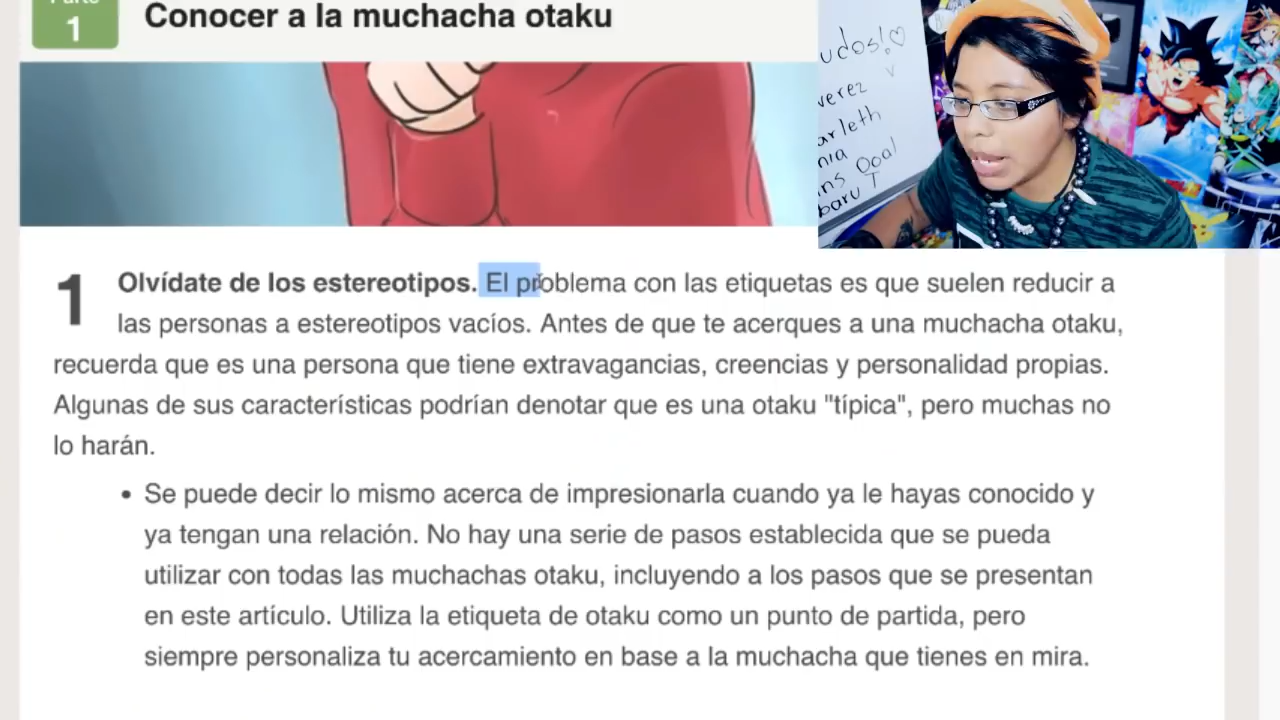 Parte
1
Conocer a la muchacha otaku
udos!♡
verez
arleth
nia
ns Ooal
baru T
1
Olvídate de los estereotipos. El problema con las etiquetas es que suelen reducir a
las personas a estereotipos vacíos. Antes de que te acerques a una muchacha otaku,
recuerda que es una persona que tiene extravagancias, creencias y personalidad propias.
Algunas de sus características podrían denotar que es una otaku "típica", pero muchas no
lo harán.
• Se puede decir lo mismo acerca de impresionarla cuando ya le hayas conocido y
ya tengan una relación. No hay una serie de pasos establecida que se pueda
utilizar con todas las muchachas otaku, incluyendo a los pasos que se presentan
en este artículo. Utiliza la etiqueta de otaku como un punto de partida, pero
siempre personaliza tu acercamiento en base a la muchacha que tienes en mira.